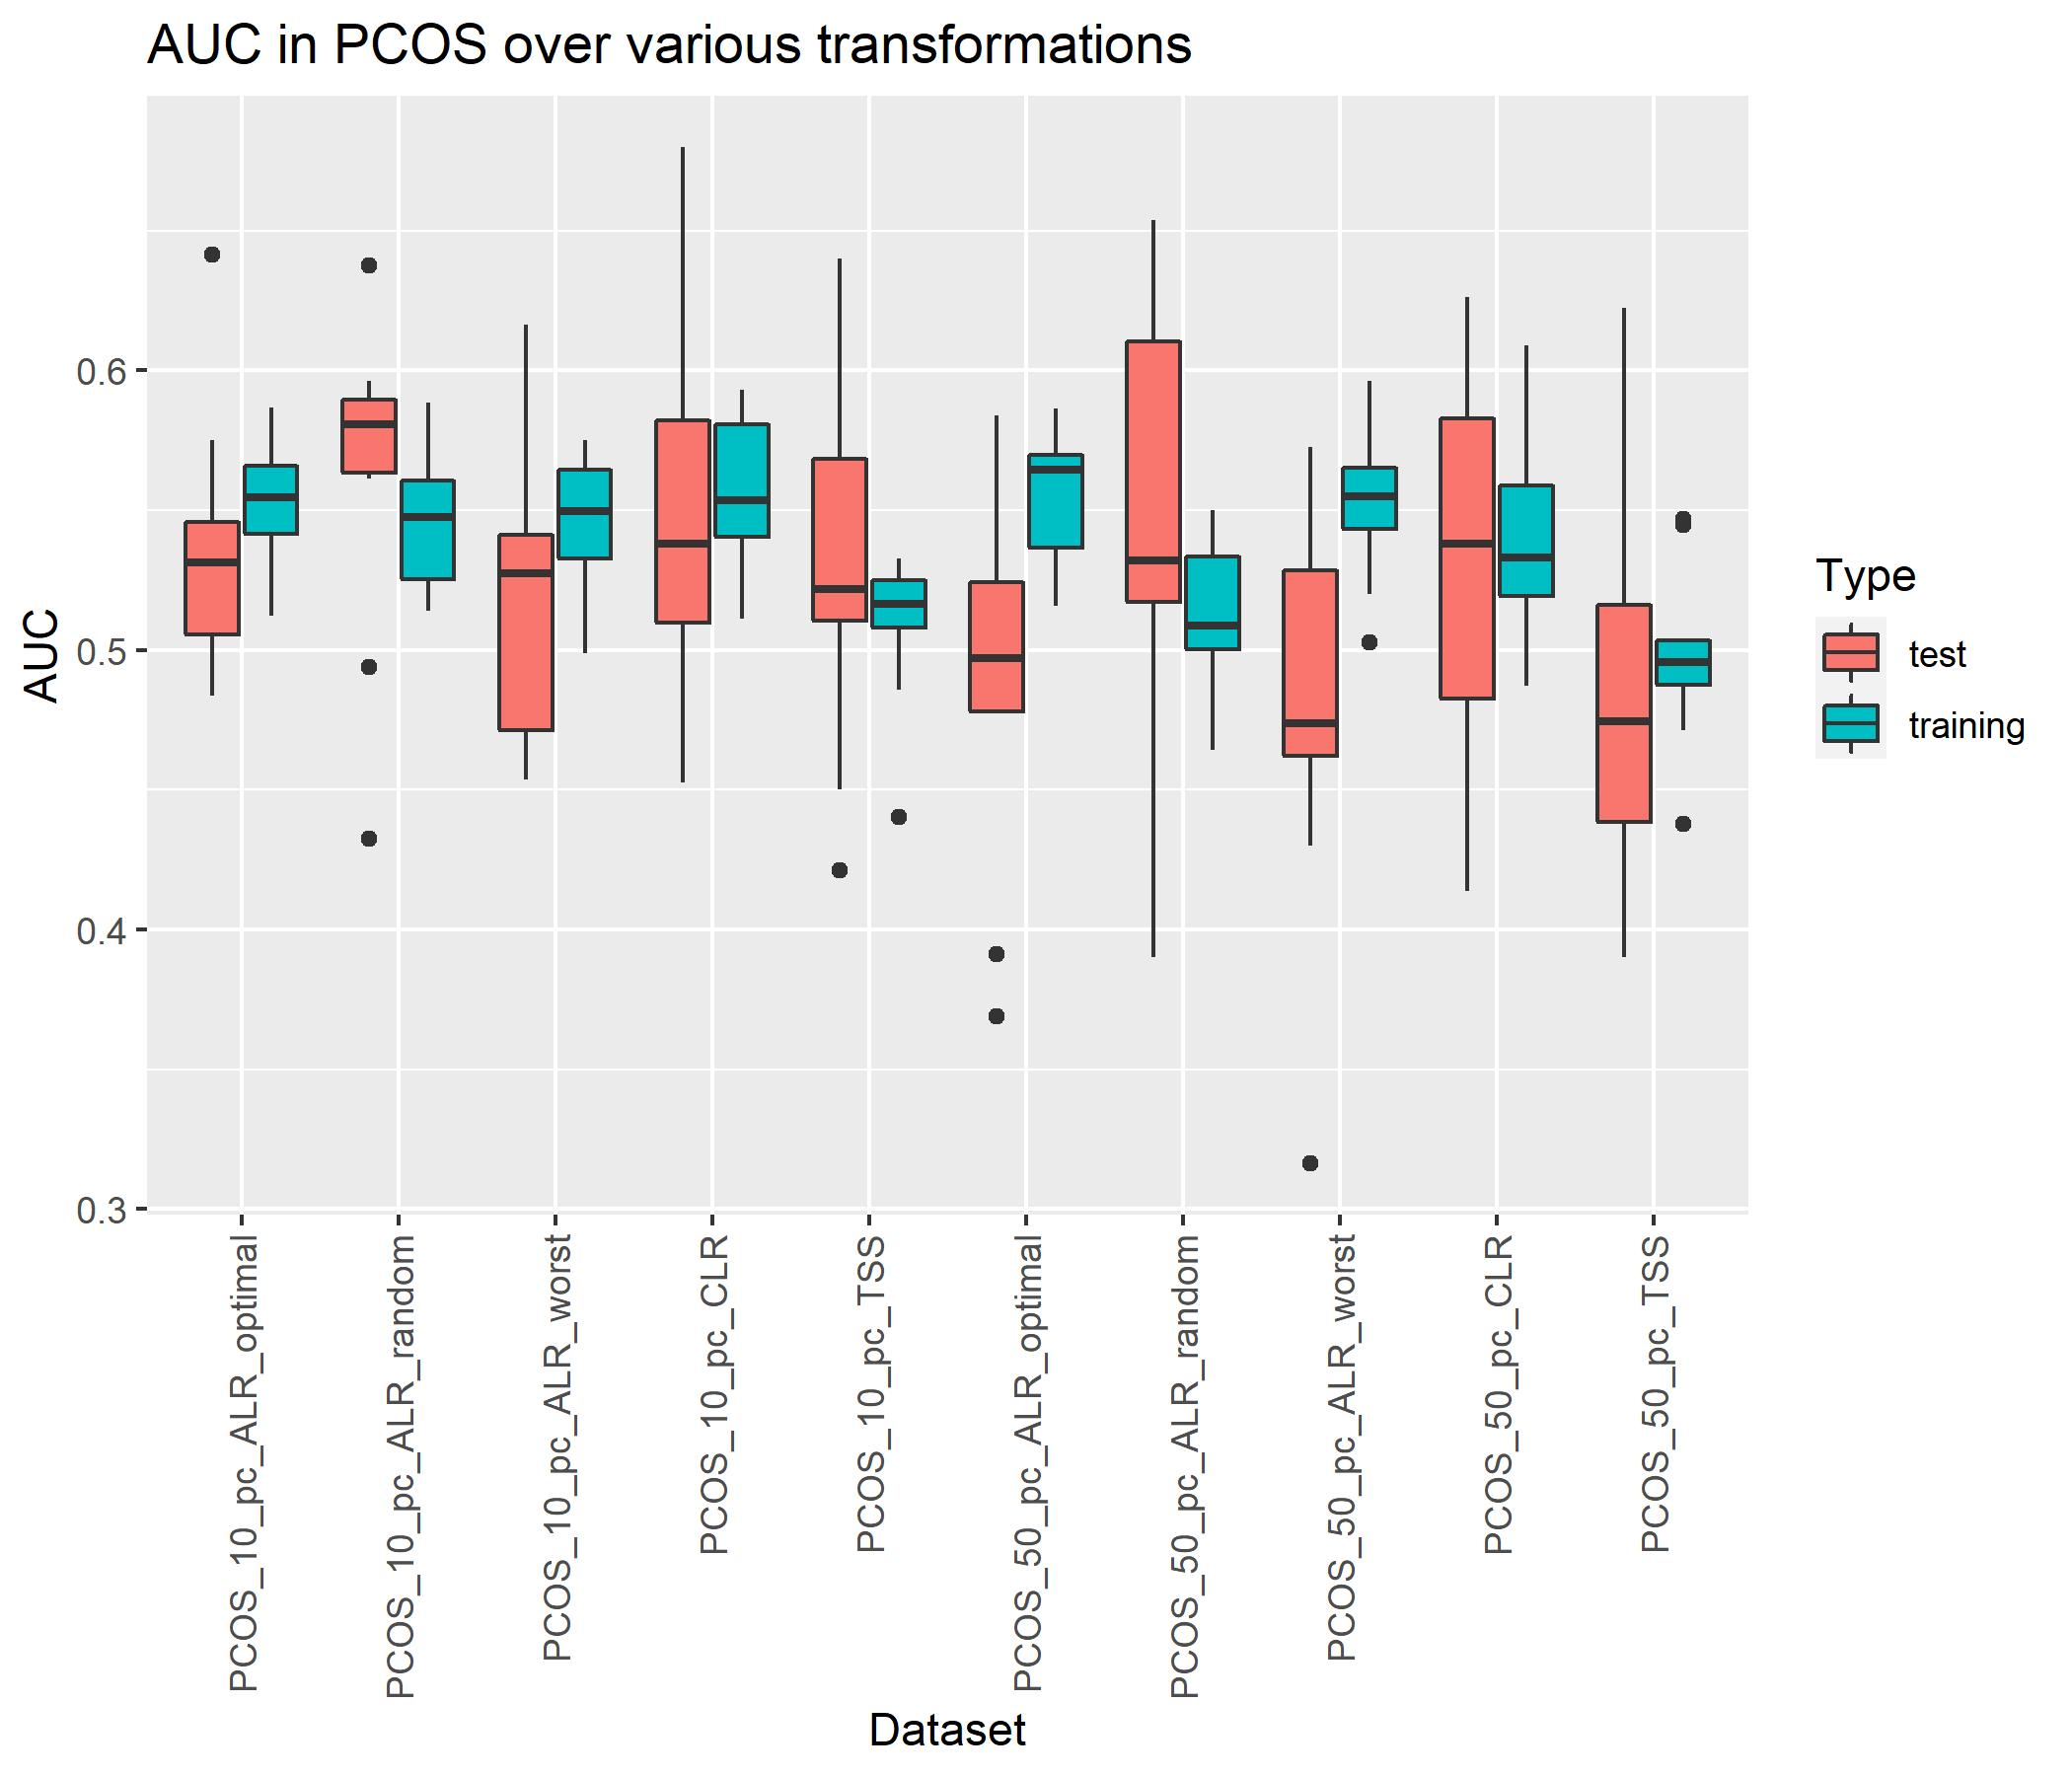 AUC in PCOS over various transformations
AUC
0.6
0.5
0.4
0.3
PCOS_10_pc_ALR_optimal
PCOS_10_pc_ALR_random
PCOS_10_pc_ALR_worst
PCOS_10_pc_CLR
PCOS_10_pc_TSS
PCOS_50_pc_ALR_optimal
PCOS_50_pc_ALR_random
PCOS_50_pc_ALR_worst
PCOS_50_pc_CLR
PCOS_50_pc_TSS
Dataset
Type
test
training